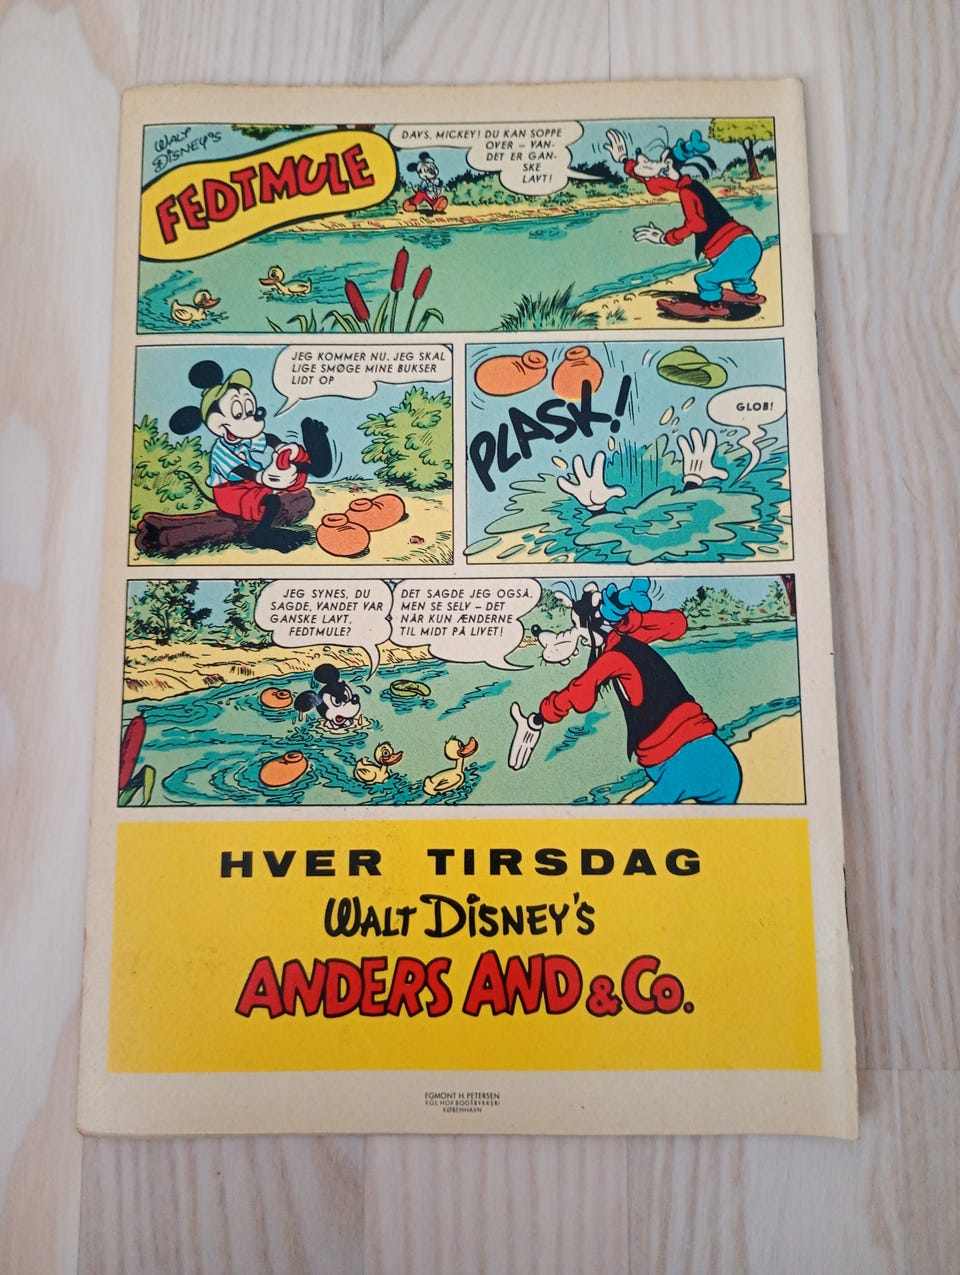 WALT
DISNEY'S
FEDTMULE
DAVS, MICKEY! DU KAN SOPPE
OVER - VAN-
DET ER GAN-
SKE
LAVT!
JEG KOMMER NU. JEG SKAL
LIGE SMØGE MINE BUKSER
LIDT OP
PLASK!
GLOB!
JEG SYNES, DU
SAGDE, VANDET VAR
GANSKE LAVT,
FEDTMULE?
DET SAGDE JEG OGSÅ.
MEN SE SELV - DET
NÅR KUN ÆNDERNE
TIL MIDT PÅ LIVET!
HVER TIRSDAG
WALT DISNEY'S
ANDERS AND & CO.
EGMONT H. PETERSEN
KGL. HOF-BOGTRYKKERI
KØBENHAVN